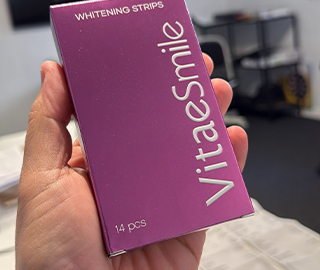 WHITENING STRIPS
VitaeSmile
14 pcs